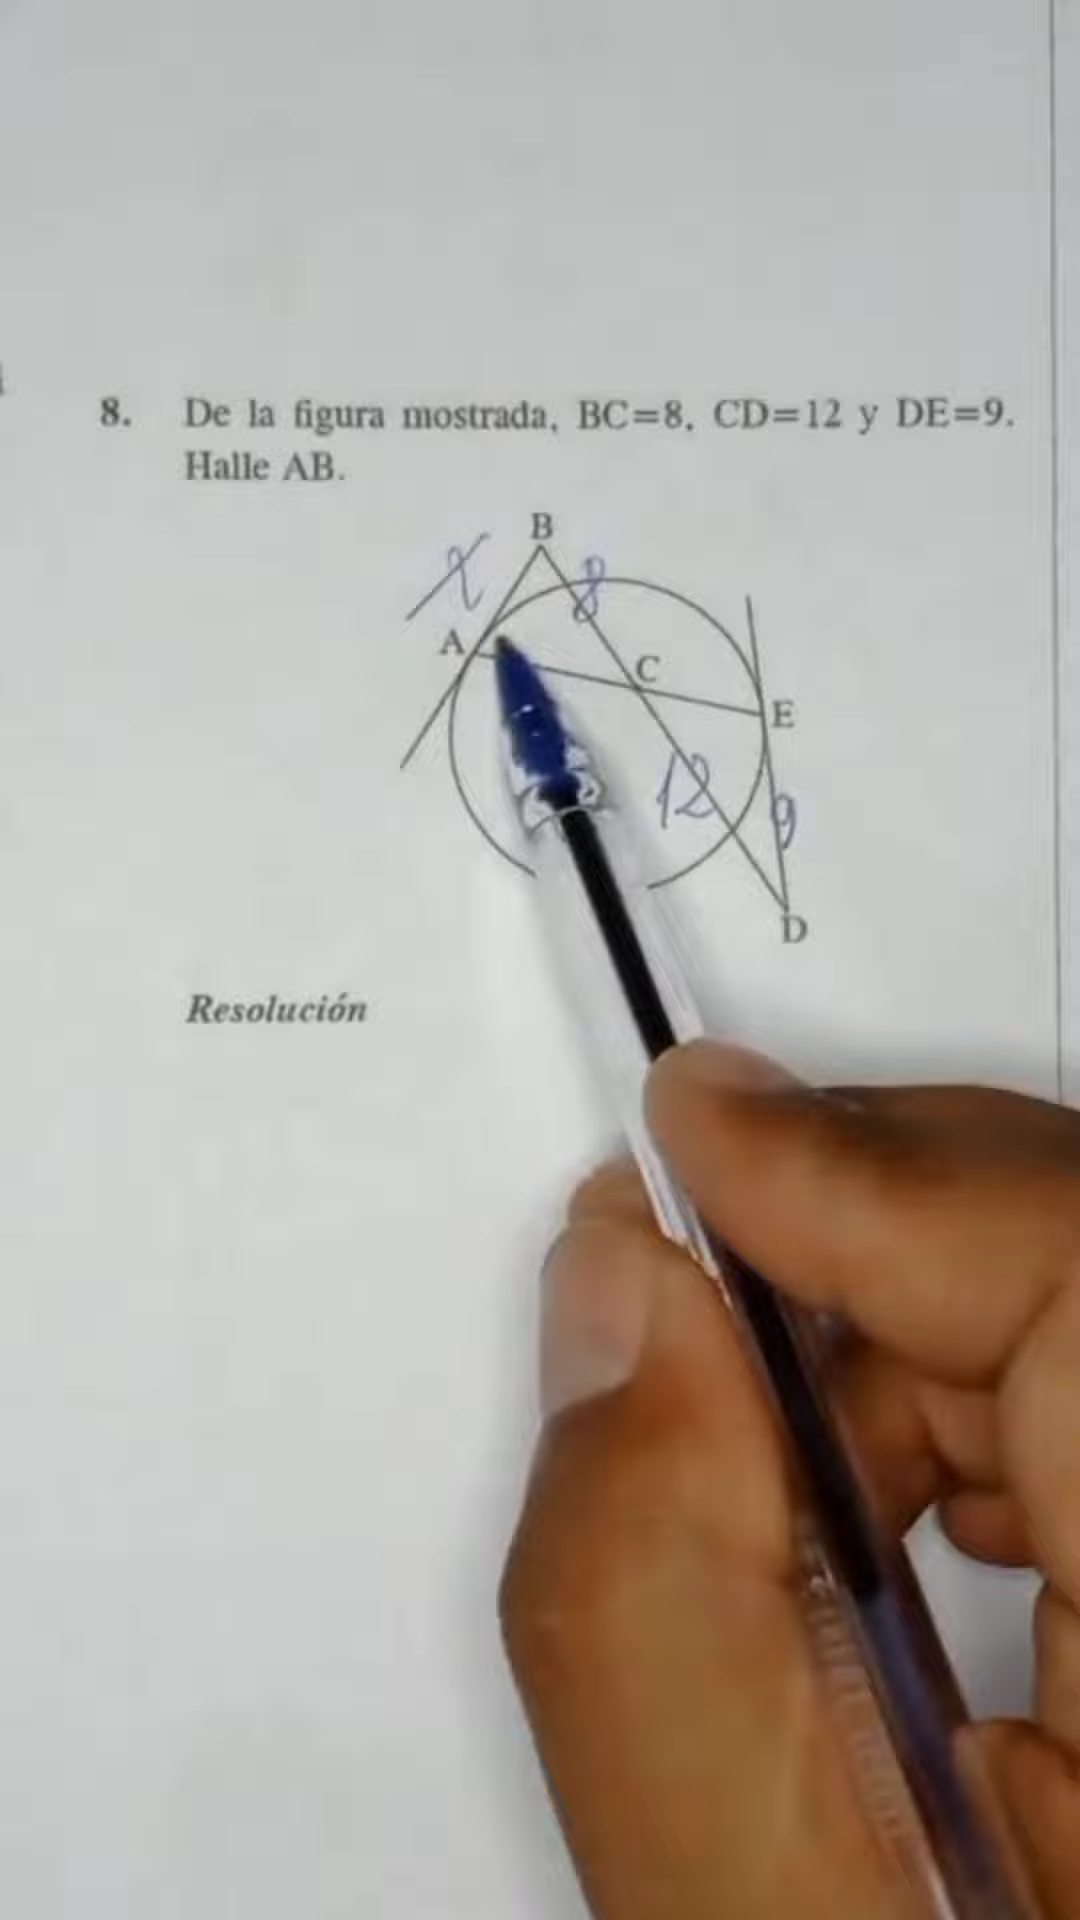 8. De la figura mostrada, BC=8, CD=12 y DE=9.
Halle AB.
B
x
8
A
C
E
12
9
D
Resolución